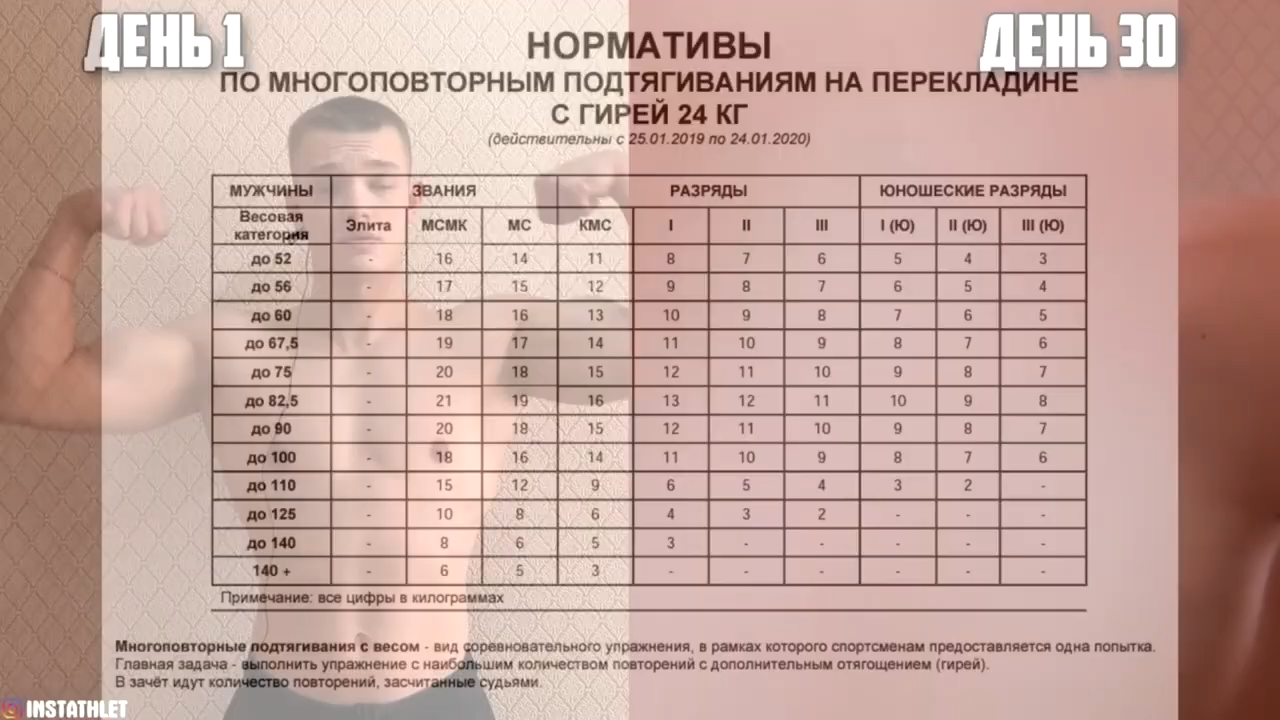 ДЕНЬ 1
ДЕНЬ 30
НОРМАТИВЫ
ПО МНОГОПОВТОРНЫМ ПОДТЯГИВАНИЯМ НА ПЕРЕКЛАДИНЕ
С ГИРЕЙ 24 КГ
(действительны с 25.01.2019 по 24.01.2020)
МУЖЧИНЫ ЗВАНИЯ РАЗРЯДЫ ЮНОШЕСКИЕ РАЗРЯДЫ
Весовая категория Элита МСМК МС КМС I II III I (Ю) II (Ю) III (Ю)
до 52 - 16 14 11 8 7 6 5 4 3
до 56 - 17 15 12 9 8 7 6 5 4
до 60 - 18 16 13 10 9 8 7 6 5
до 67,5 - 19 17 14 11 10 9 8 7 6
до 75 - 20 18 15 12 11 10 9 8 7
до 82,5 - 21 19 16 13 12 11 10 9 8
до 90 - 20 18 15 12 11 10 9 8 7
до 100 - 18 16 14 11 10 9 8 7 6
до 110 - 15 12 9 6 5 4 3 2 -
до 125 - 10 8 6 4 3 2 - - -
до 140 - 8 6 5 3 - - - - -
140 + - 6 5 3 - - - - - -
Примечание: все цифры в килограммах
Многоповторные подтягивания с весом - вид соревновательного упражнения, в рамках которого спортсменам предоставляется одна попытка.
Главная задача - выполнить упражнение с наибольшим количеством повторений с дополнительным отягощением (гирей).
В зачёт идут количество повторений, засчитанные судьями.
INSTATHLET